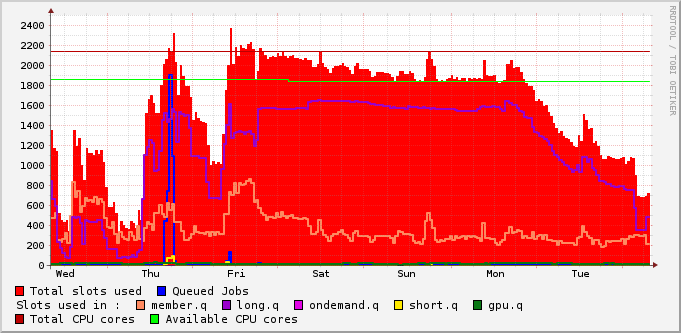 RRDTOOL / TOBI OETIKER
2400
2200
2000
1800
1600
1400
1200
1000
800
600
400
200
0
Wed Thu Fri Sat Sun Mon Tue
Total slots used Queued Jobs
Slots used in : member.q long.q ondemand.q short.q gpu.q
Total CPU cores Available CPU cores